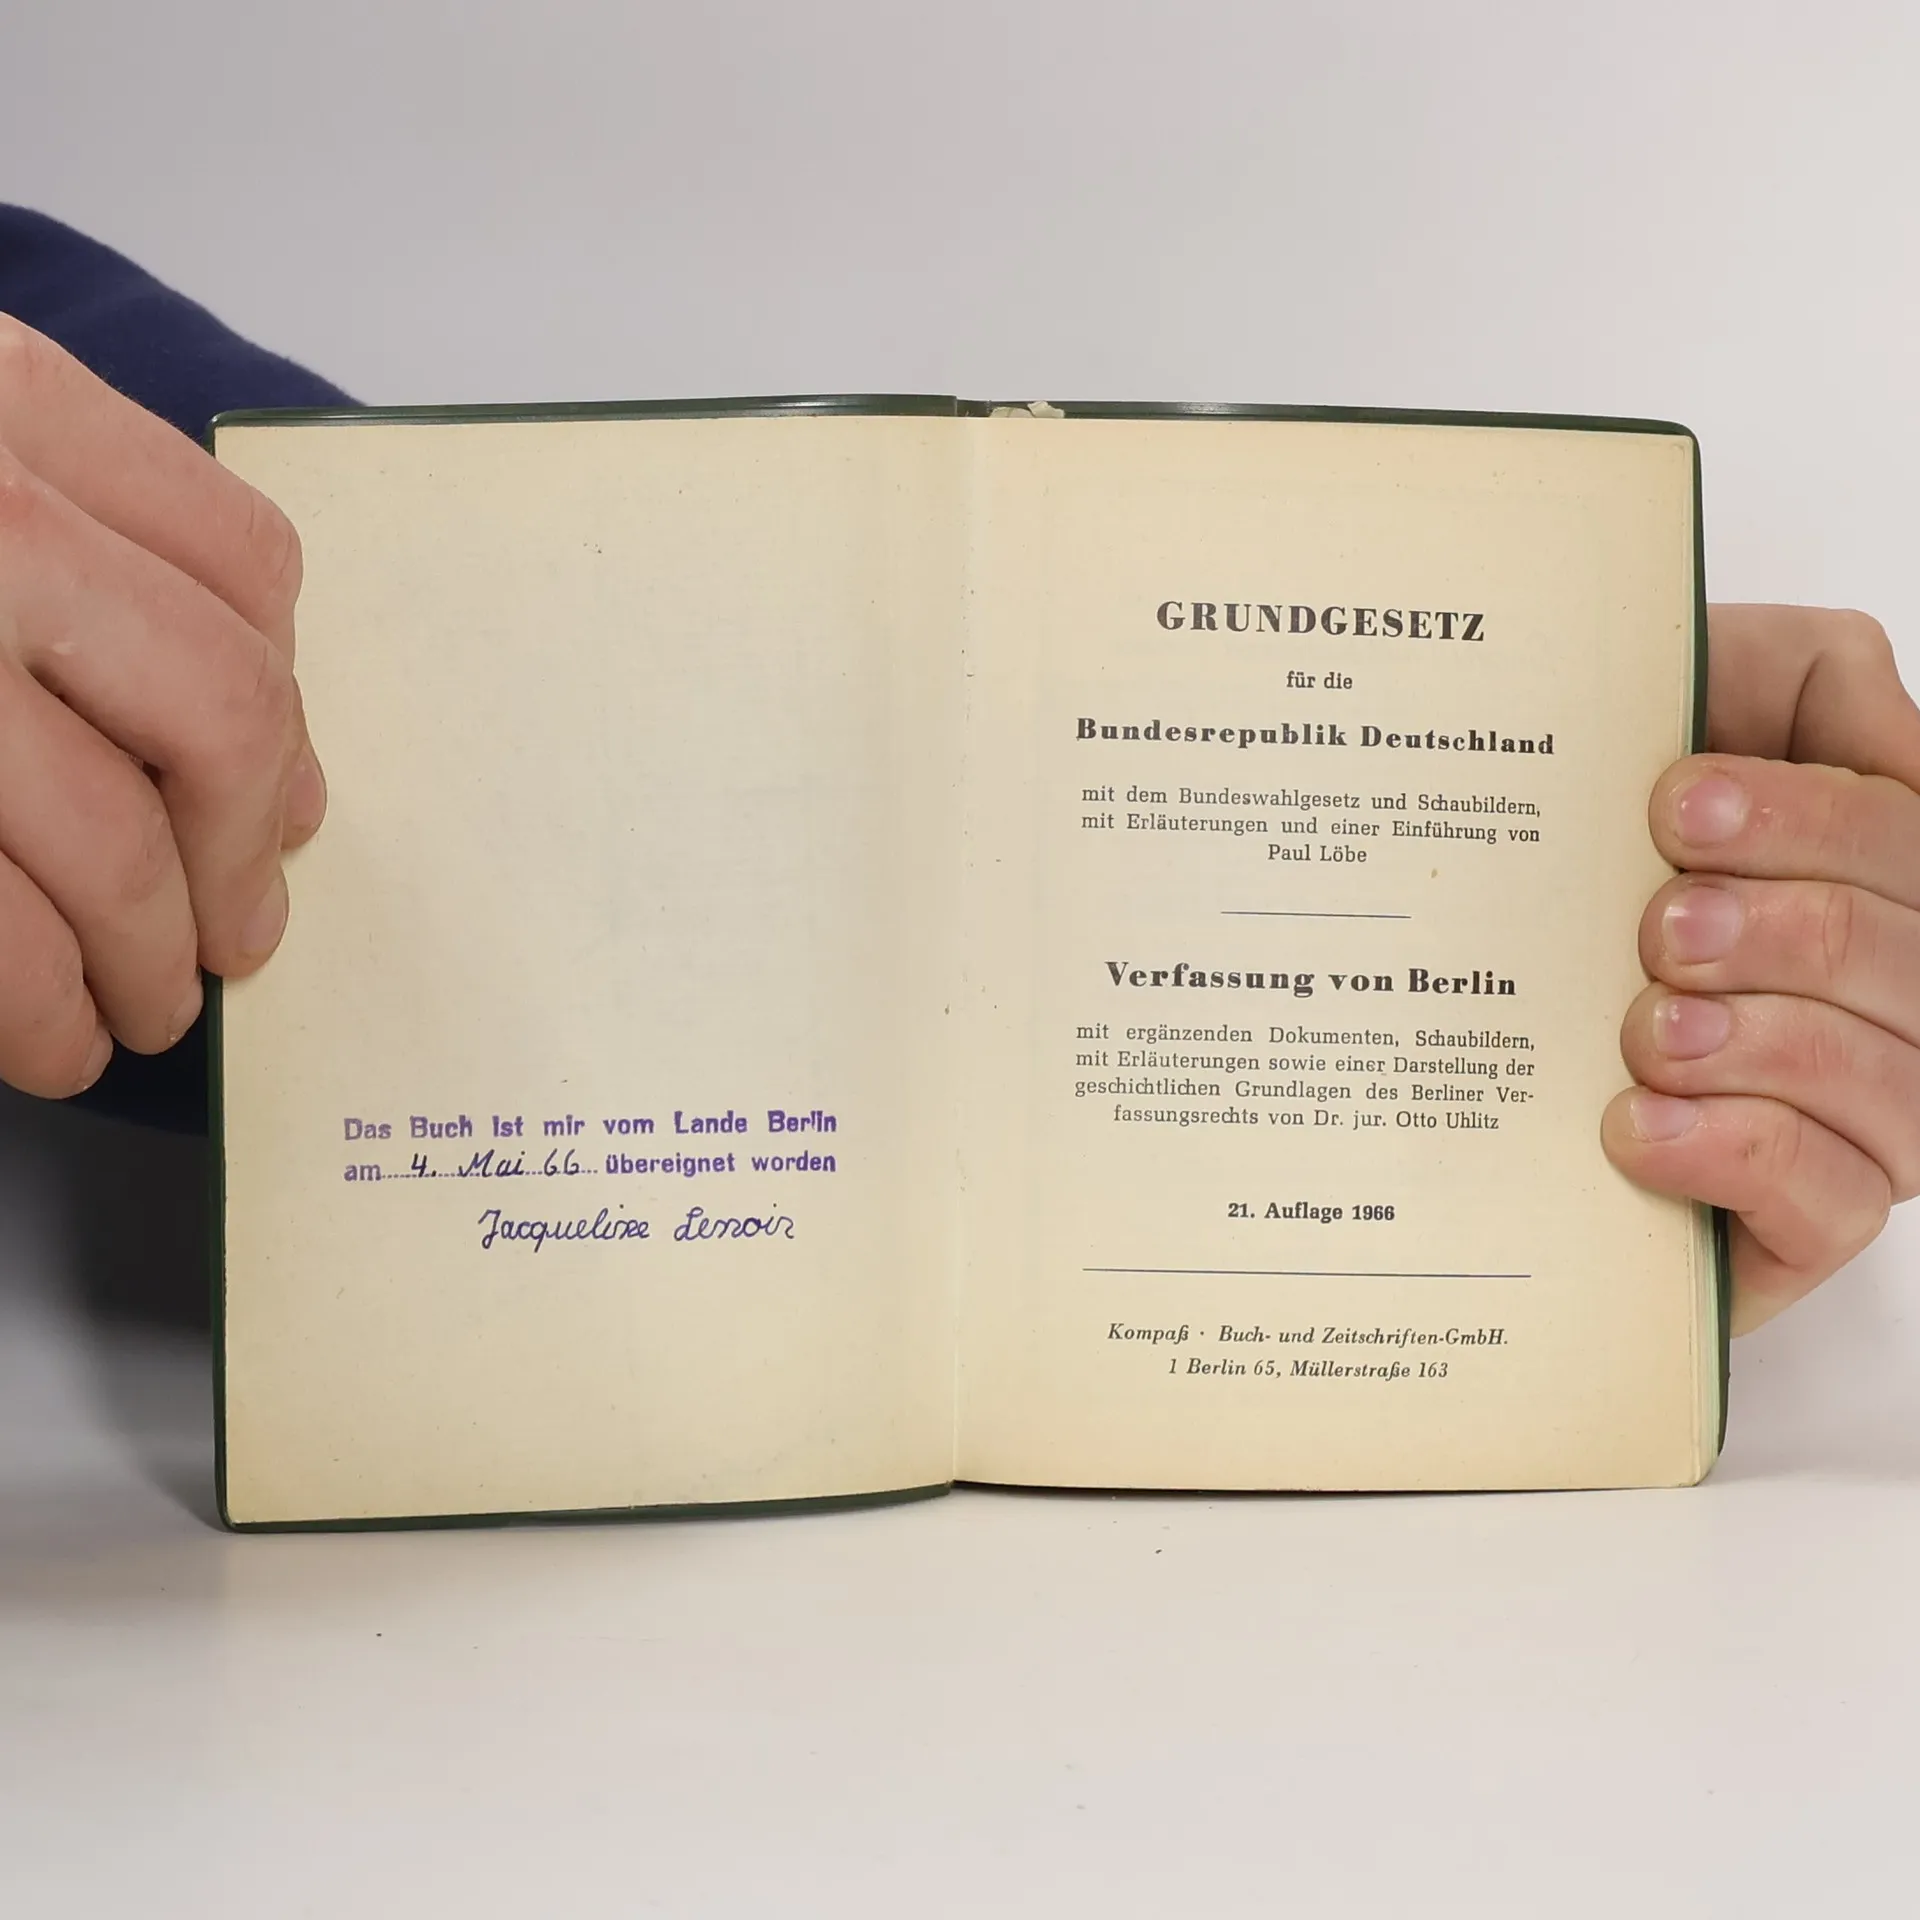 Das Buch ist mir vom Lande Berlin
am....4. Mai 66...übereignet worden
Jacqueline Lenoir
GRUNDGESETZ
für die
Bundesrepublik Deutschland
mit dem Bundeswahlgesetz und Schaubildern,
mit Erläuterungen und einer Einführung von
Paul Löbe
Verfassung von Berlin
mit ergänzenden Dokumenten, Schaubildern,
mit Erläuterungen sowie einer Darstellung der
geschichtlichen Grundlagen des Berliner Ver-
fassungsrechts von Dr. jur. Otto Uhlitz
21. Auflage 1966
Kompaß · Buch- und Zeitschriften-GmbH.
1 Berlin 65, Müllerstraße 163